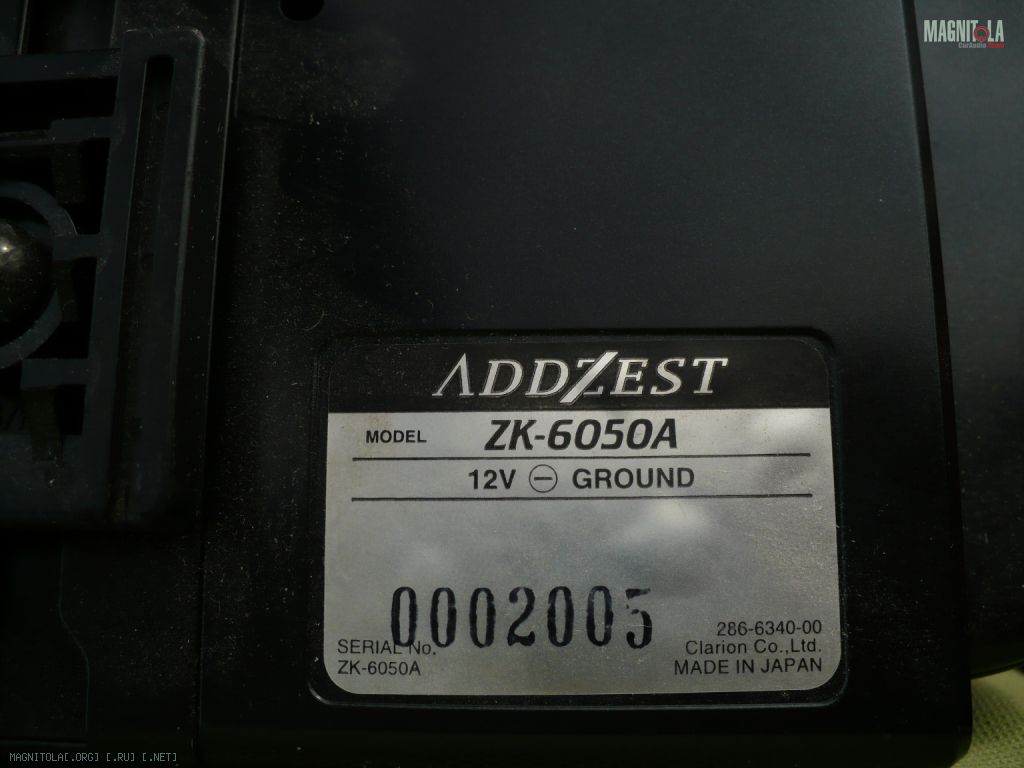 MAGNITOLA
CarAudio Team
ADDZEST
MODEL ZK-6050A
12V ⊖ GROUND
0002005
SERIAL No.
ZK-6050A
286-6340-00
Clarion Co.,Ltd.
MADE IN JAPAN
MAGNITOLA[.ORG] [.RU] [.NET]